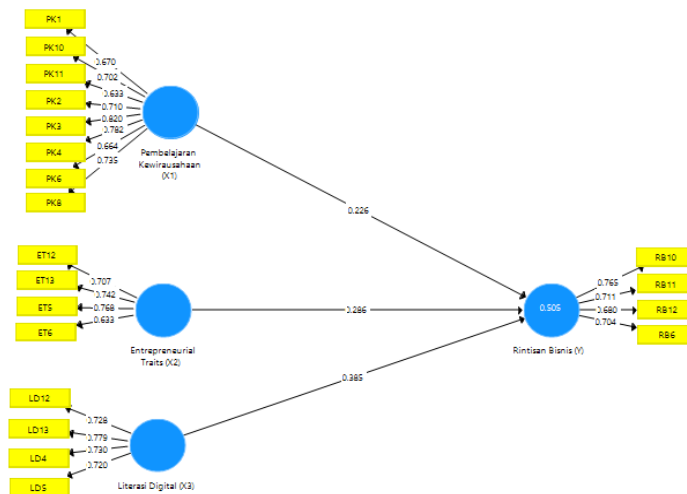 PK1
PK10
PK11
PK2
PK3
PK4
PK6
PK8
0.670
0.702
0.633
0.710
0.820
0.782
0.664
0.735
Pembelajaran
Kewirausahaan
(X1)
0.226
ET12
ET13
ET5
ET6
0.707
0.742
0.768
0.633
Entrepreneurial
Traits (X2)
0.286
LD12
LD13
LD4
LD5
0.728
0.779
0.730
0.720
Literasi Digital (X3)
0.385
0.505
Rintisan Bisnis (Y)
0.765
0.711
0.680
0.704
RB10
RB11
RB12
RB6